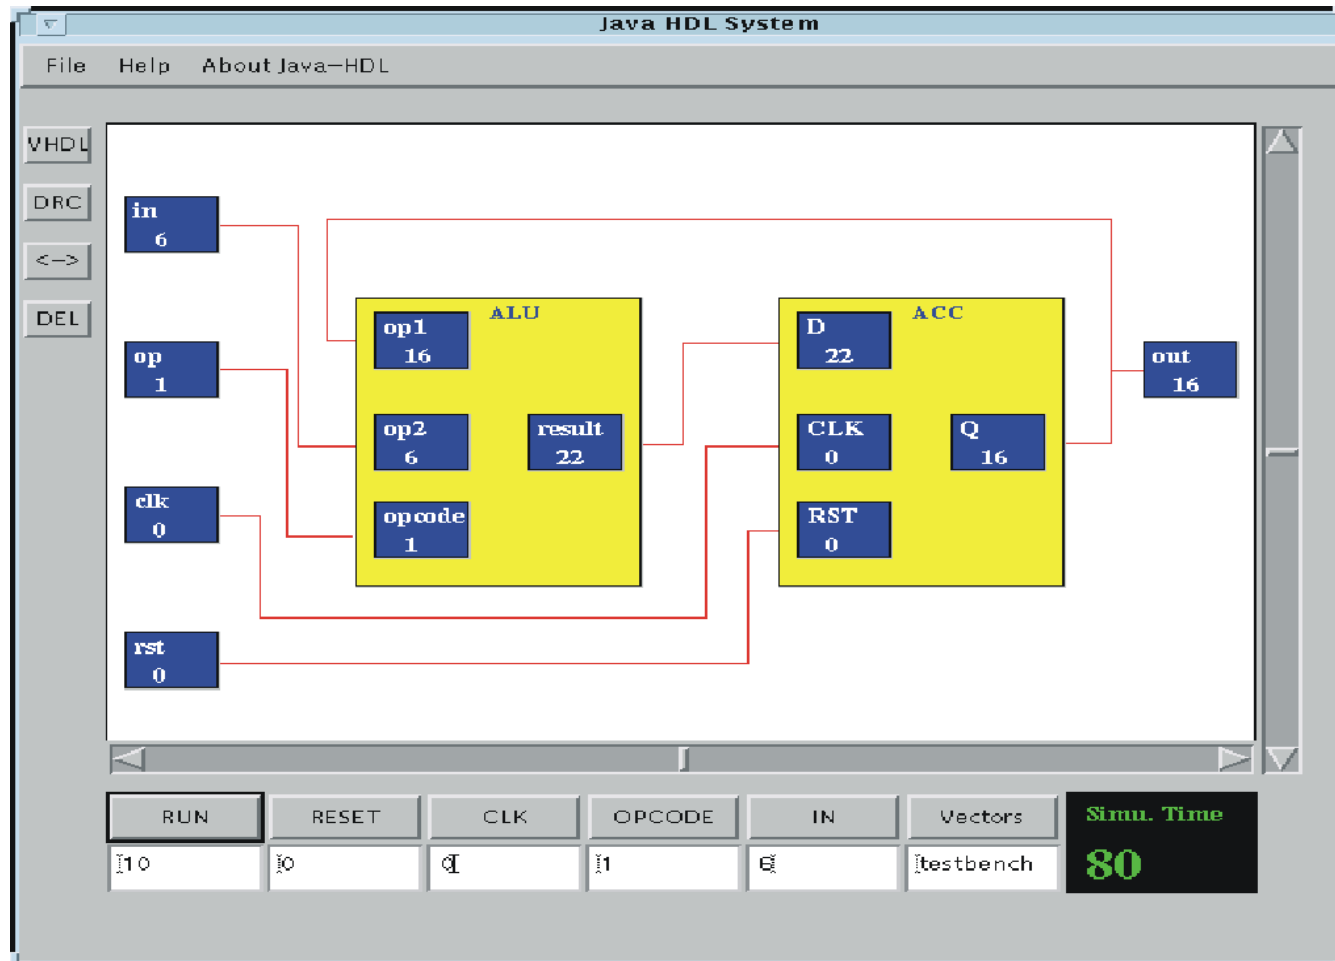 Java HDL System
File Help About Java-HDL
VHDL
DRC
<->
DEL
in
6
op
1
clk
0
rst
0
ALU
op1
16
op2
6
opcode
1
result
22
ACC
D
22
CLK
0
RST
0
Q
16
out
16
RUN RESET CLK OPCODE IN Vectors
10 0 0 1 6 testbench
Simu. Time
80